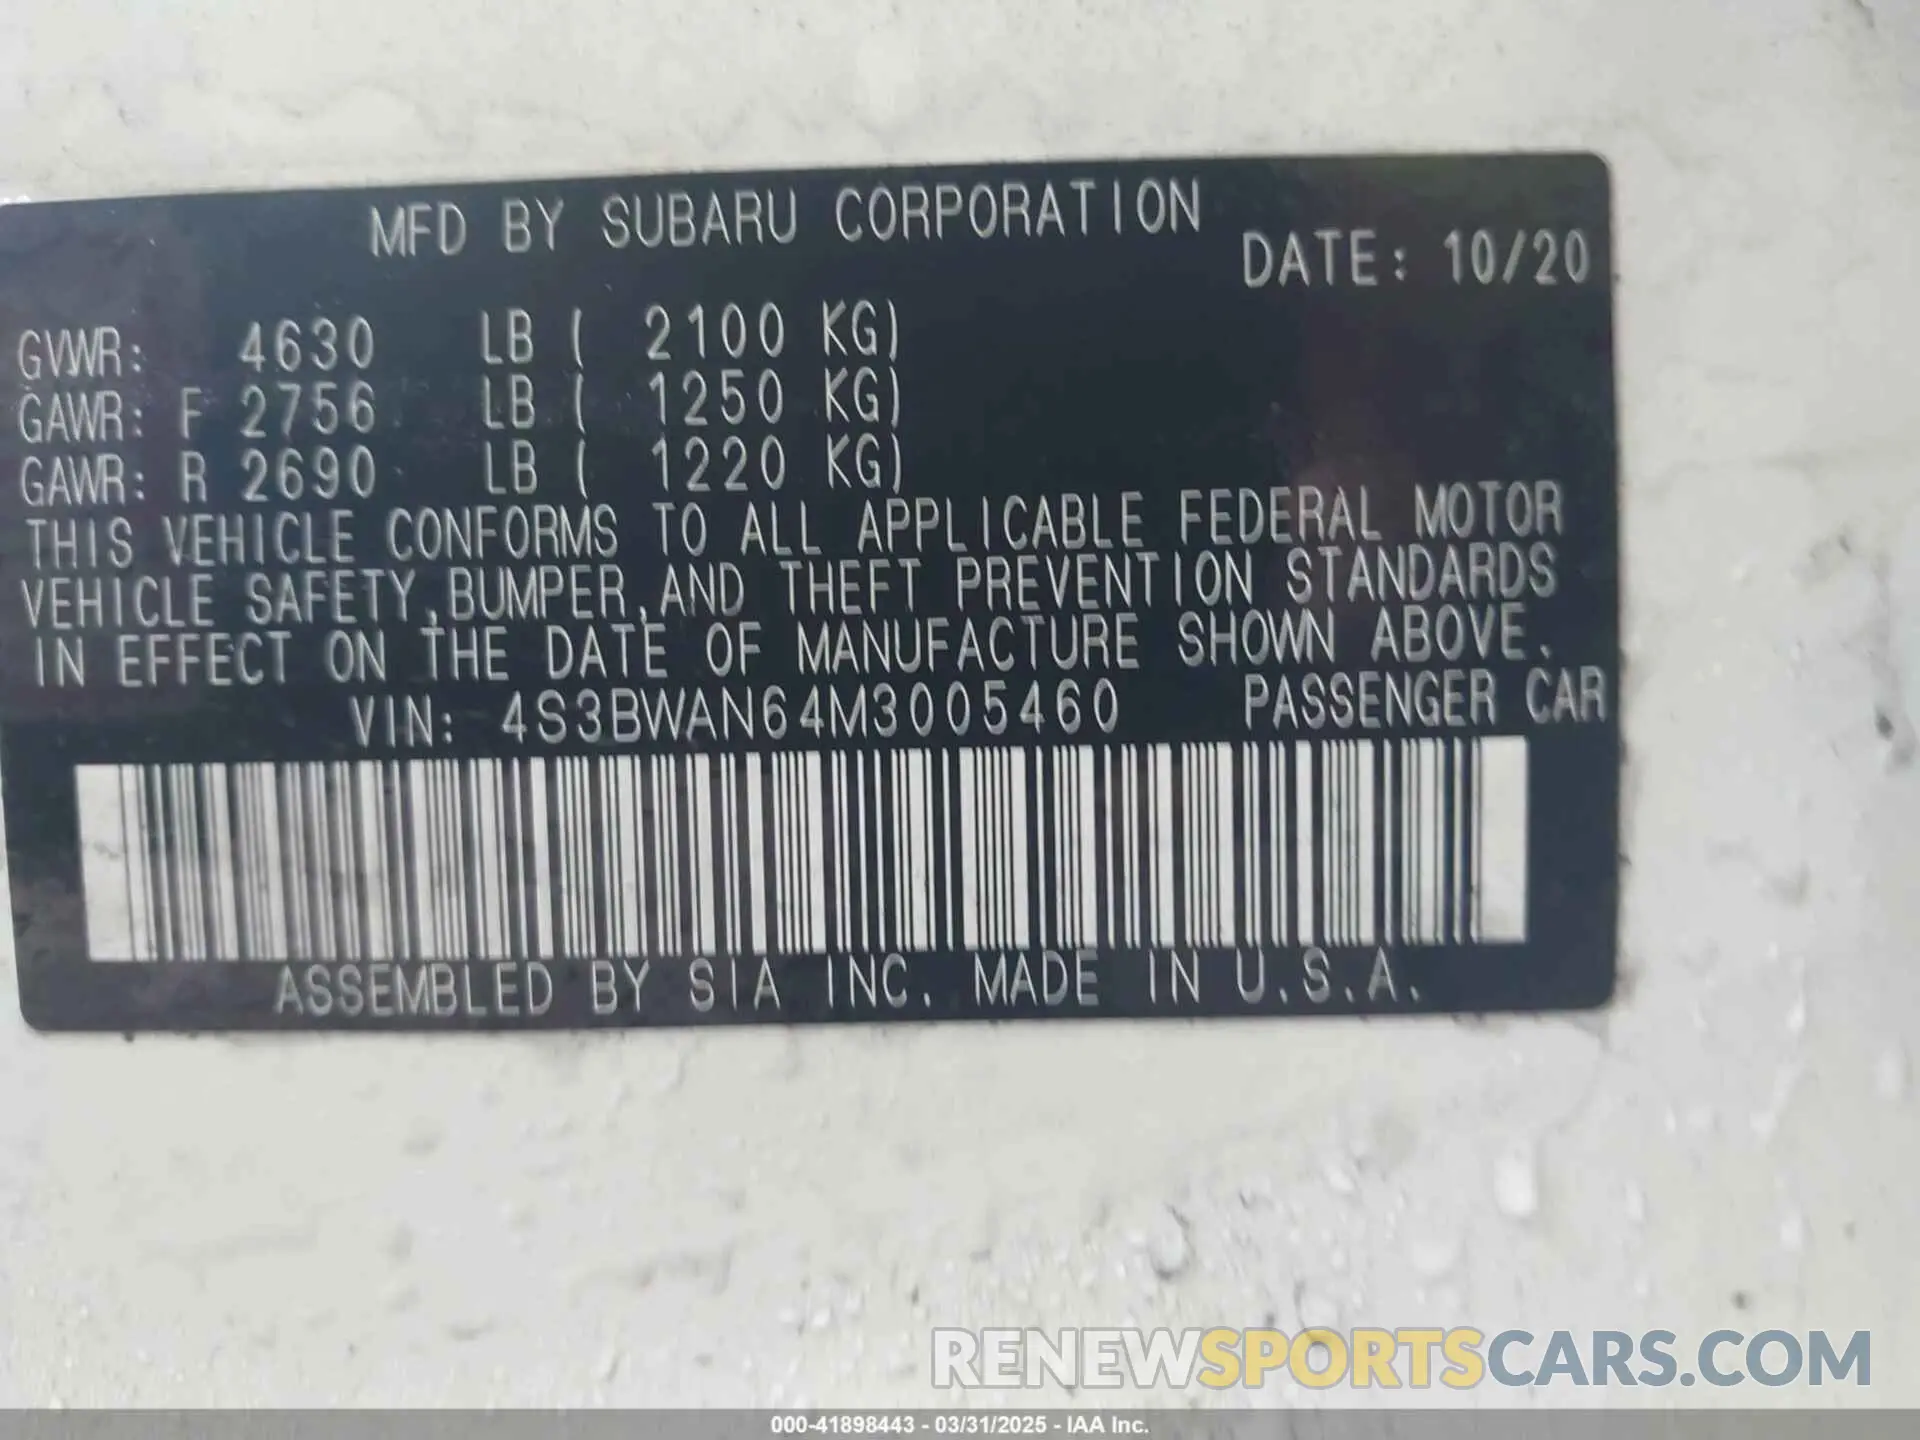 MFD BY SUBARU CORPORATION
DATE: 10/20
GVWR: 4630 LB ( 2100 KG)
GAWR: F 2756 LB ( 1250 KG)
GAWR: R 2690 LB ( 1220 KG)
THIS VEHICLE CONFORMS TO ALL APPLICABLE FEDERAL MOTOR
VEHICLE SAFETY,BUMPER,AND THEFT PREVENTION STANDARDS
IN EFFECT ON THE DATE OF MANUFACTURE SHOWN ABOVE.
VIN: 4S3BWAN64M3005460 PASSENGER CAR
ASSEMBLED BY SIA INC. MADE IN U.S.A.
RENEWSPORTSCARS.COM
000-41898443 - 03/31/2025 - IAA Inc.